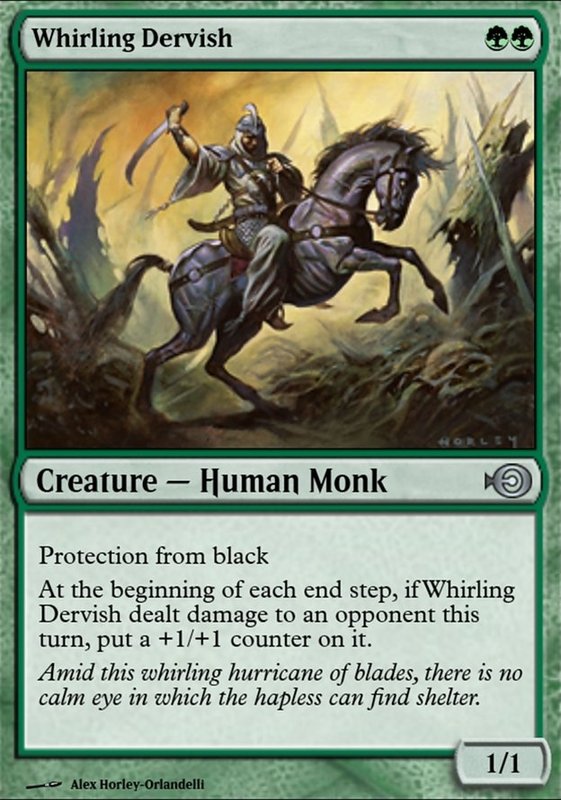 Whirling Dervish
HORLEY
Creature — Human Monk
Protection from black
At the beginning of each end step, if Whirling
Dervish dealt damage to an opponent this
turn, put a +1/+1 counter on it.
Amid this whirling hurricane of blades, there is no
calm eye in which the hapless can find shelter.
1/1
Alex Horley-Orlandelli